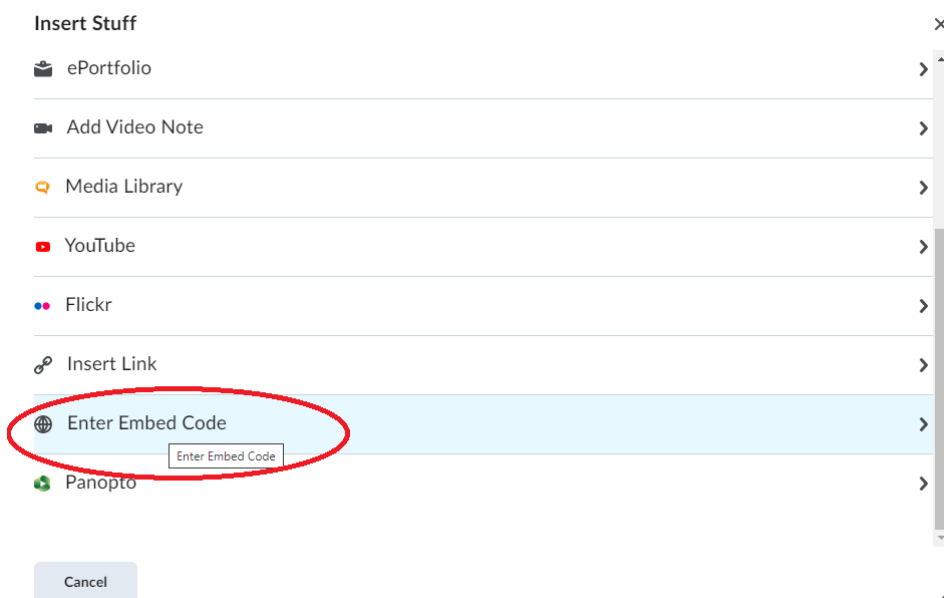 Insert Stuff
ePortfolio
Add Video Note
Media Library
YouTube
Flickr
Insert Link
Enter Embed Code
Enter Embed Code
Panopto
Cancel